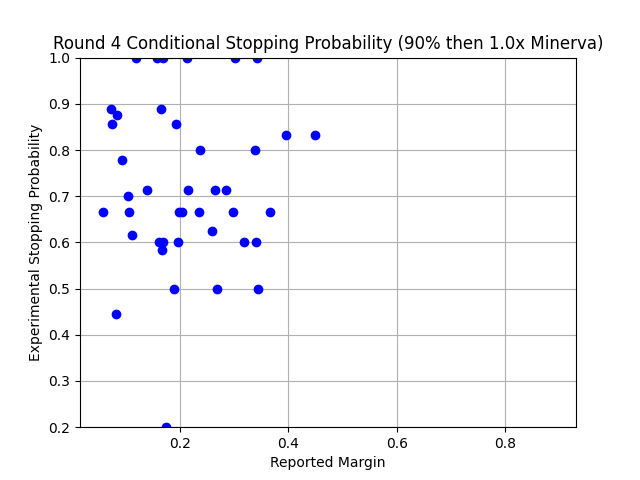 Round 4 Conditional Stopping Probability (90% then 1.0x Minerva)
Experimental Stopping Probability
1.0
0.9
0.8
0.7
0.6
0.5
0.4
0.3
0.2
0.2 0.4 0.6 0.8
Reported Margin